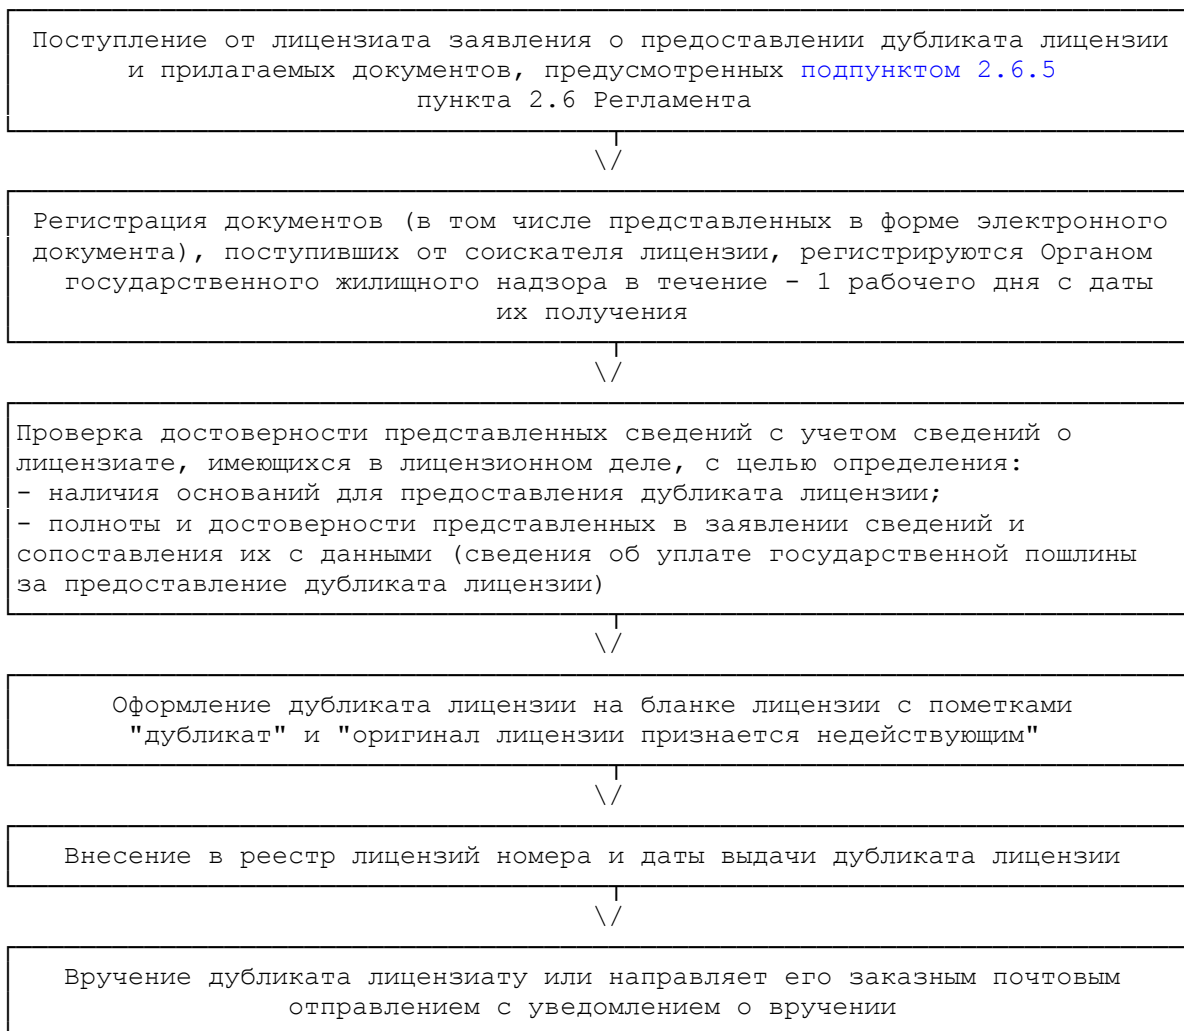 Поступление от лицензиата заявления о предоставлении дубликата лицензии
и прилагаемых документов, предусмотренных подпунктом 2.6.5
пункта 2.6 Регламента
\/
Регистрация документов (в том числе представленных в форме электронного
документа), поступивших от соискателя лицензии, регистрируются Органом
государственного жилищного надзора в течение - 1 рабочего дня с даты
их получения
\/
Проверка достоверности представленных сведений с учетом сведений о
лицензиате, имеющихся в лицензионном деле, с целью определения:
- наличия оснований для предоставления дубликата лицензии;
- полноты и достоверности представленных в заявлении сведений и
сопоставления их с данными (сведения об уплате государственной пошлины
за предоставление дубликата лицензии)
\/
Оформление дубликата лицензии на бланке лицензии с пометками
"дубликат" и "оригинал лицензии признается недействующим"
\/
Внесение в реестр лицензий номера и даты выдачи дубликата лицензии
\/
Вручение дубликата лицензиату или направляет его заказным почтовым
отправлением с уведомлением о вручении